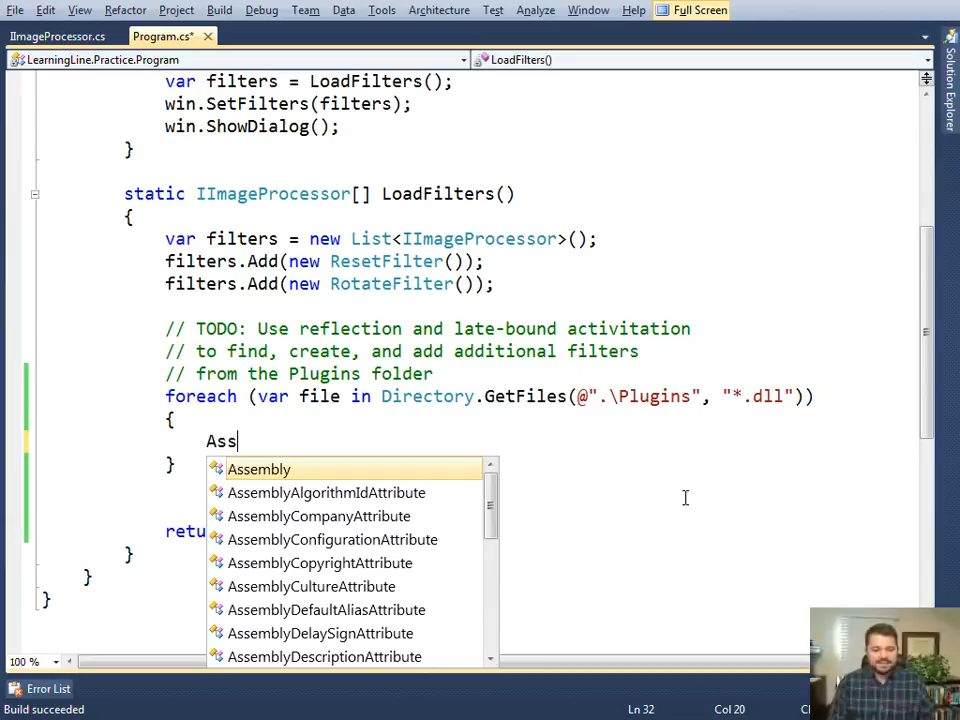 File Edit View Refactor Project Build Debug Team Data Tools Architecture Test Analyze Window Help Full Screen
IImageProcessor.cs Program.cs*
LearningLine.Practice.Program LoadFilters()
Solution Explorer
var filters = LoadFilters();
win.SetFilters(filters);
win.ShowDialog();
}
static IImageProcessor[] LoadFilters()
{
var filters = new List<IImageProcessor>();
filters.Add(new ResetFilter());
filters.Add(new RotateFilter());
// TODO: Use reflection and late-bound activitation
// to find, create, and add additional filters
// from the Plugins folder
foreach (var file in Directory.GetFiles(@".\Plugins", "*.dll"))
{
Ass
}
Assembly
AssemblyAlgorithmIdAttribute
AssemblyCompanyAttribute
AssemblyConfigurationAttribute
AssemblyCopyrightAttribute
AssemblyCultureAttribute
AssemblyDefaultAliasAttribute
AssemblyDelaySignAttribute
AssemblyDescriptionAttribute
retu
}
}
}
100 %
Error List
Build succeeded Ln 32 Col 20